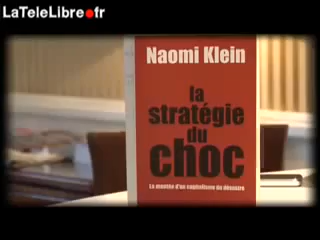 LaTeleLibre.fr
Naomi Klein
la
stratégie
du
choc
La montée d'un capitalisme du désastre